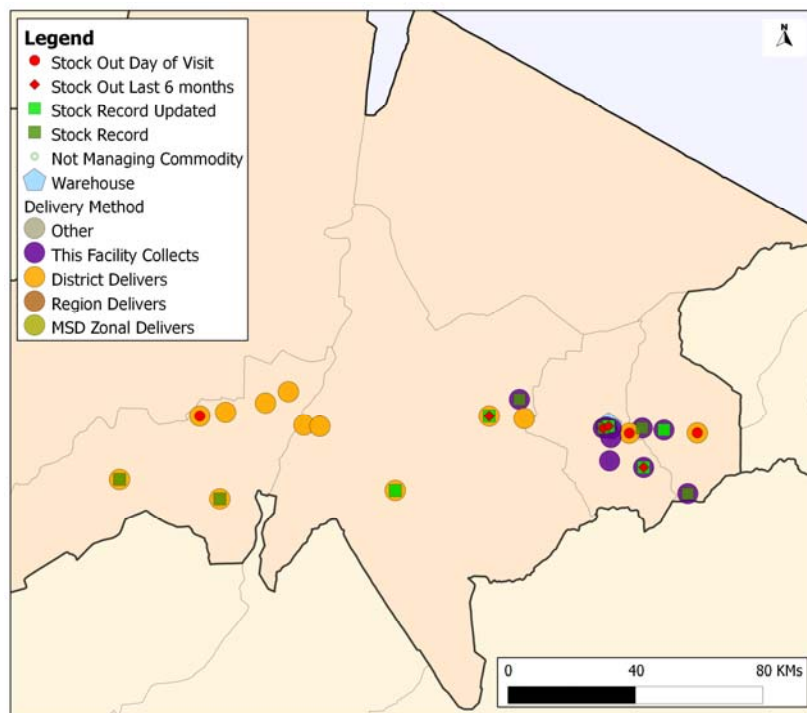 N
Legend
Stock Out Day of Visit
Stock Out Last 6 months
Stock Record Updated
Stock Record
Not Managing Commodity
Warehouse
Delivery Method
Other
This Facility Collects
District Delivers
Region Delivers
MSD Zonal Delivers
0 40 80 KMs